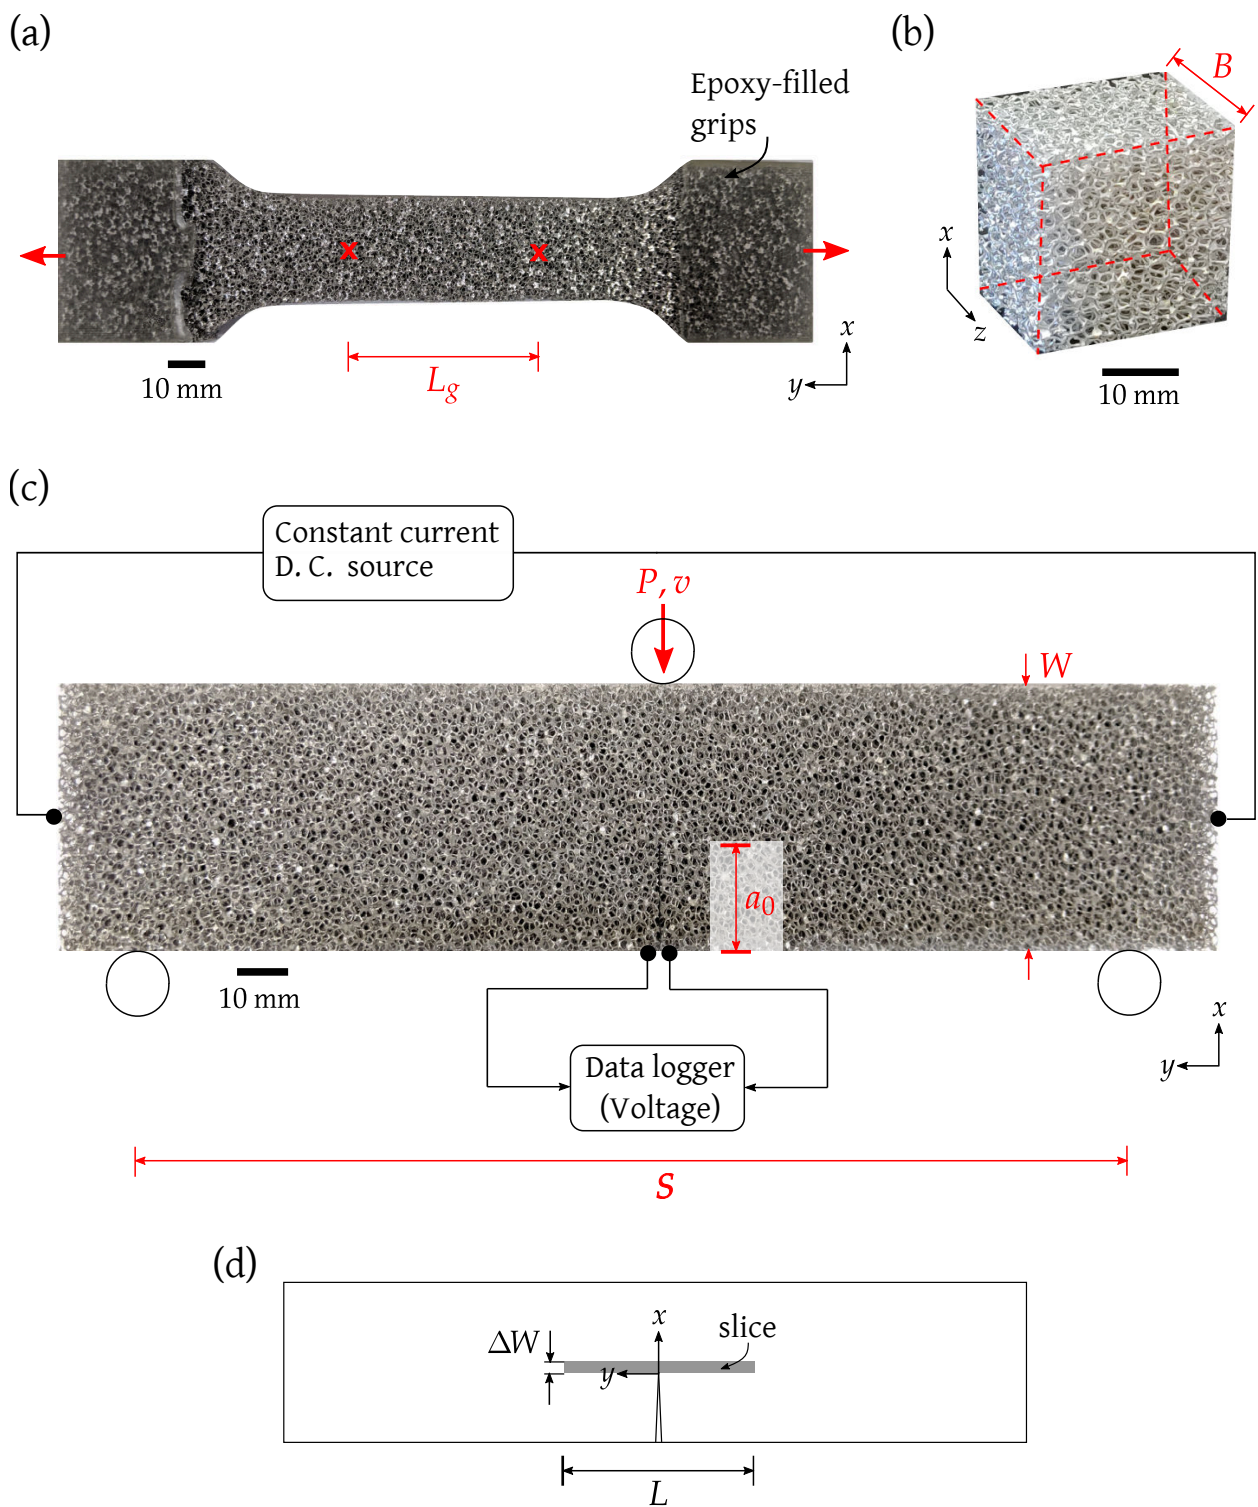 (a)
Epoxy-filled
grips
10 mm
L_g
x
y
(b)
B
x
z
10 mm
(c)
Constant current
D. C. source
P, v
W
a_0
10 mm
Data logger
(Voltage)
x
y
S
(d)
ΔW
x
slice
y
L